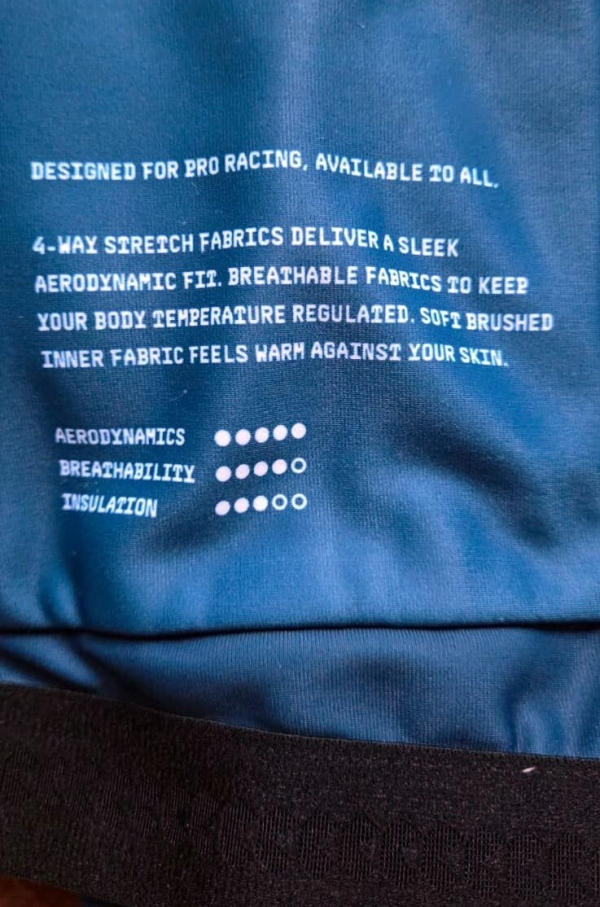 DESIGNED FOR PRO RACING, AVAILABLE TO ALL.
4-WAY STRETCH FABRICS DELIVER A SLEEK
AERODYNAMIC FIT. BREATHABLE FABRICS TO KEEP
YOUR BODY TEMPERATURE REGULATED. SOFT BRUSHED
INNER FABRIC FEELS WARM AGAINST YOUR SKIN.
AERODYNAMICS ●●●●●
BREATHABILITY ●●●●○
INSULATION ●●●○○